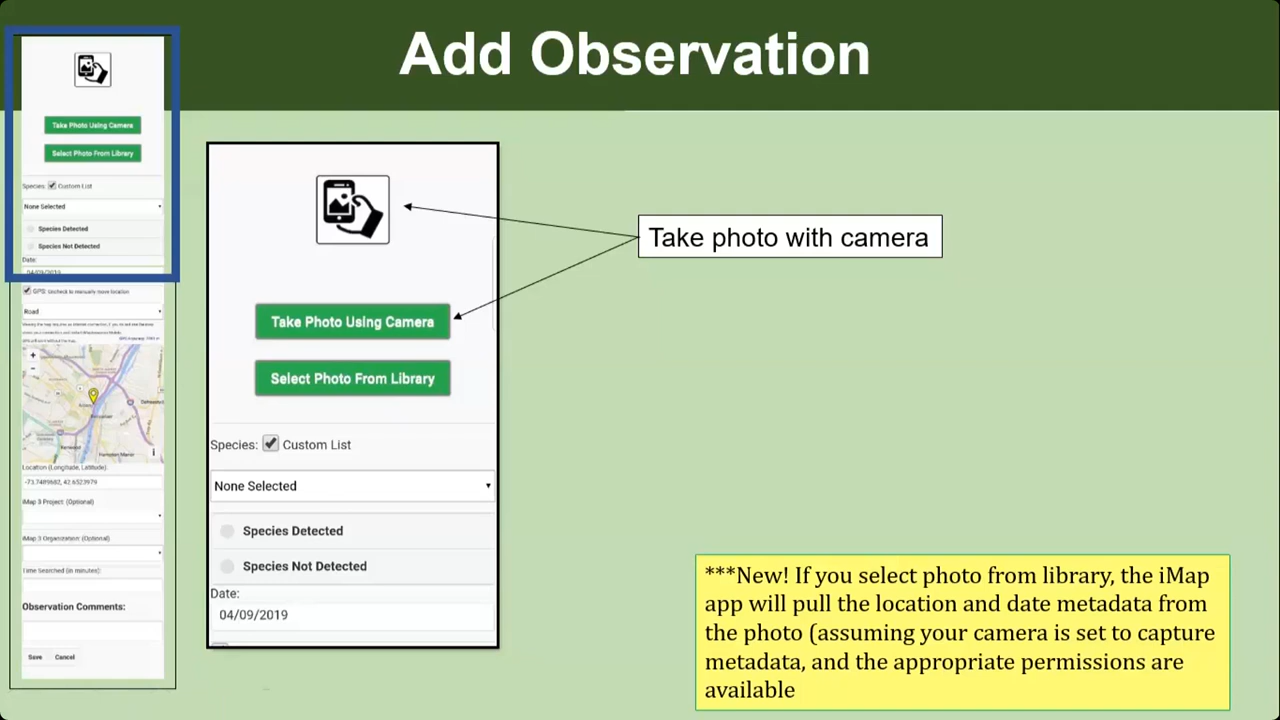 Add Observation
Take Photo Using Camera
Select Photo From Library
Species: Custom List
None Selected
Species Detected
Species Not Detected
Date:
04/09/2019
GPS: Uncheck to manually move location
Road
Location (Longitude, Latitude):
-73.7489682, 42.6523979
iMap 3 Project: (Optional)
iMap 3 Organization: (Optional)
Time Searched (in minutes):
Observation Comments:
Save Cancel
Take Photo Using Camera
Select Photo From Library
Species: Custom List
None Selected
Species Detected
Species Not Detected
Date:
04/09/2019
Take photo with camera
***New! If you select photo from library, the iMap
app will pull the location and date metadata from
the photo (assuming your camera is set to capture
metadata, and the appropriate permissions are
available